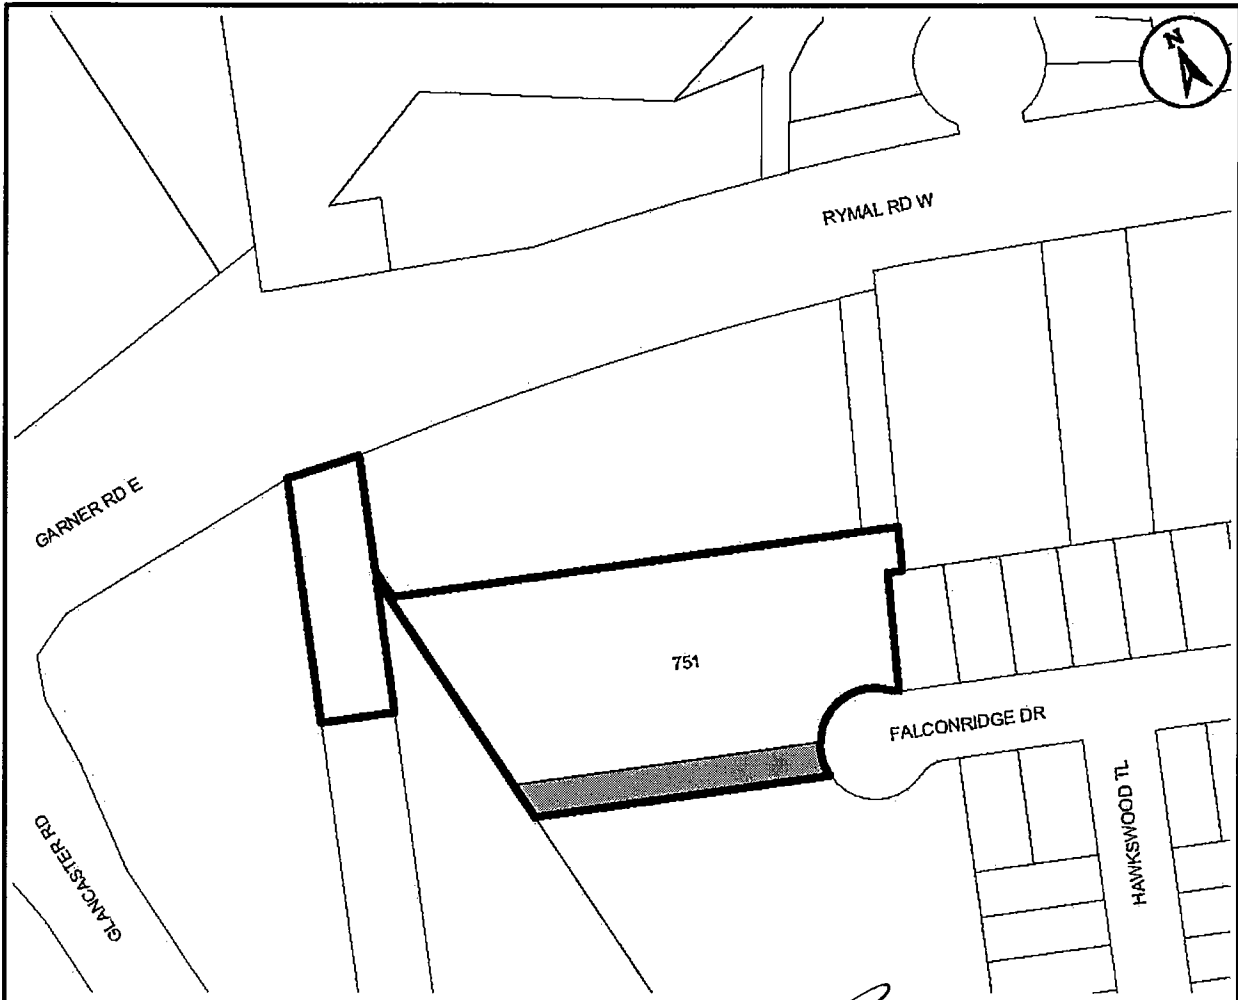 N
RYMAL RD W
GARNER RD E
751
FALCONRIDGE DR
HAWKSWOOD TL
GLANCASTER RD